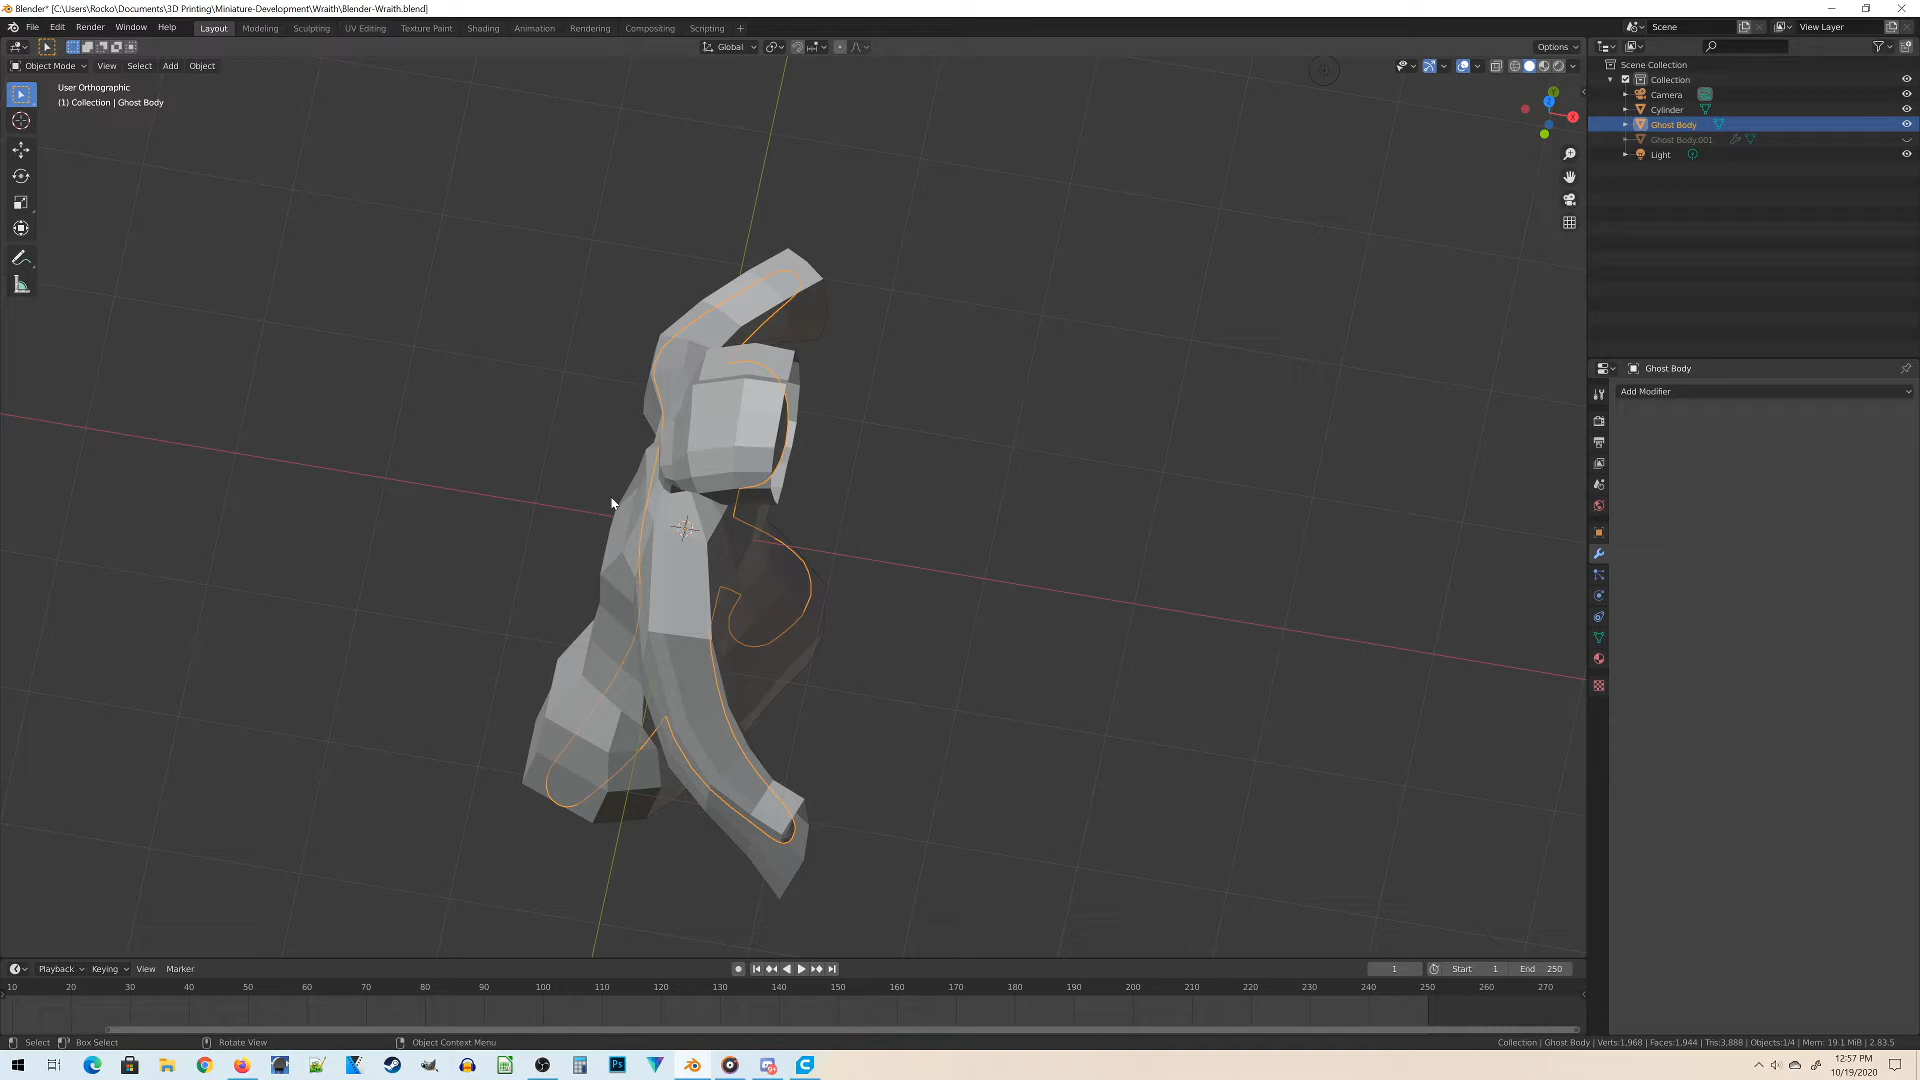 Blender* [C:\Users\Rocko\Documents\3D Printing\Miniature-Development\Wraith\Blender-Wraith.blend]
File Edit Render Window Help Layout Modeling Sculpting UV Editing Texture Paint Shading Animation Rendering Compositing Scripting + Scene View Layer
Global Options
Object Mode View Select Add Object
User Orthographic
(1) Collection | Ghost Body
Scene Collection
Collection
Camera
Cylinder
Ghost Body
Ghost Body.001
Light
Y
Z
X
Ghost Body
Add Modifier
Playback Keying View Marker 1 Start 1 End 250
10 20 30 40 50 60 70 80 90 100 110 120 130 140 150 160 170 180 190 200 210 220 230 240 250 260 270
Select Box Select Rotate View Object Context Menu Collection | Ghost Body | Verts:1,968 | Faces:1,944 | Tris:3,888 | Objects:1/4 | Mem: 19.1 MiB | 2.83.5
Ps
12:57 PM
10/19/2020